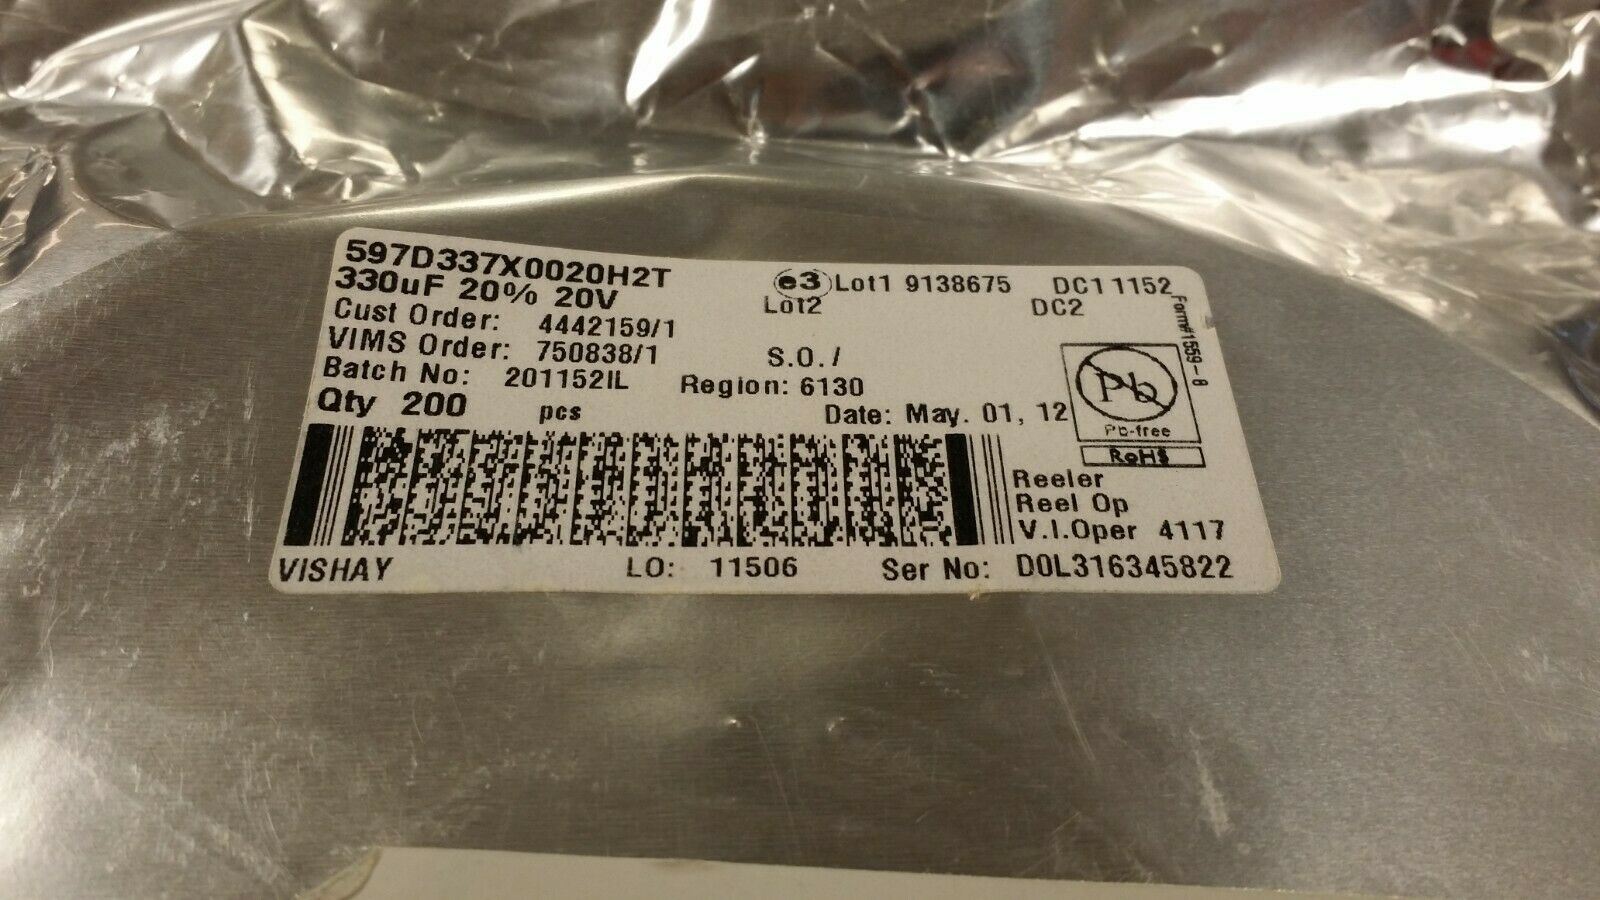 597D337X0020H2T
330uF 20% 20V
e3 Lot1 9138675 DC1 1152
Lot2 DC2
Cust Order: 4442159/1
VIMS Order: 750838/1 S.O./
Batch No: 201152IL Region: 6130
Qty 200 pcs Date: May. 01, 12
Form#1559-8
Pb
Pb-free
RoHS
Reeler
Reel Op
V.I.Oper 4117
VISHAY LO: 11506 Ser No: D0L316345822